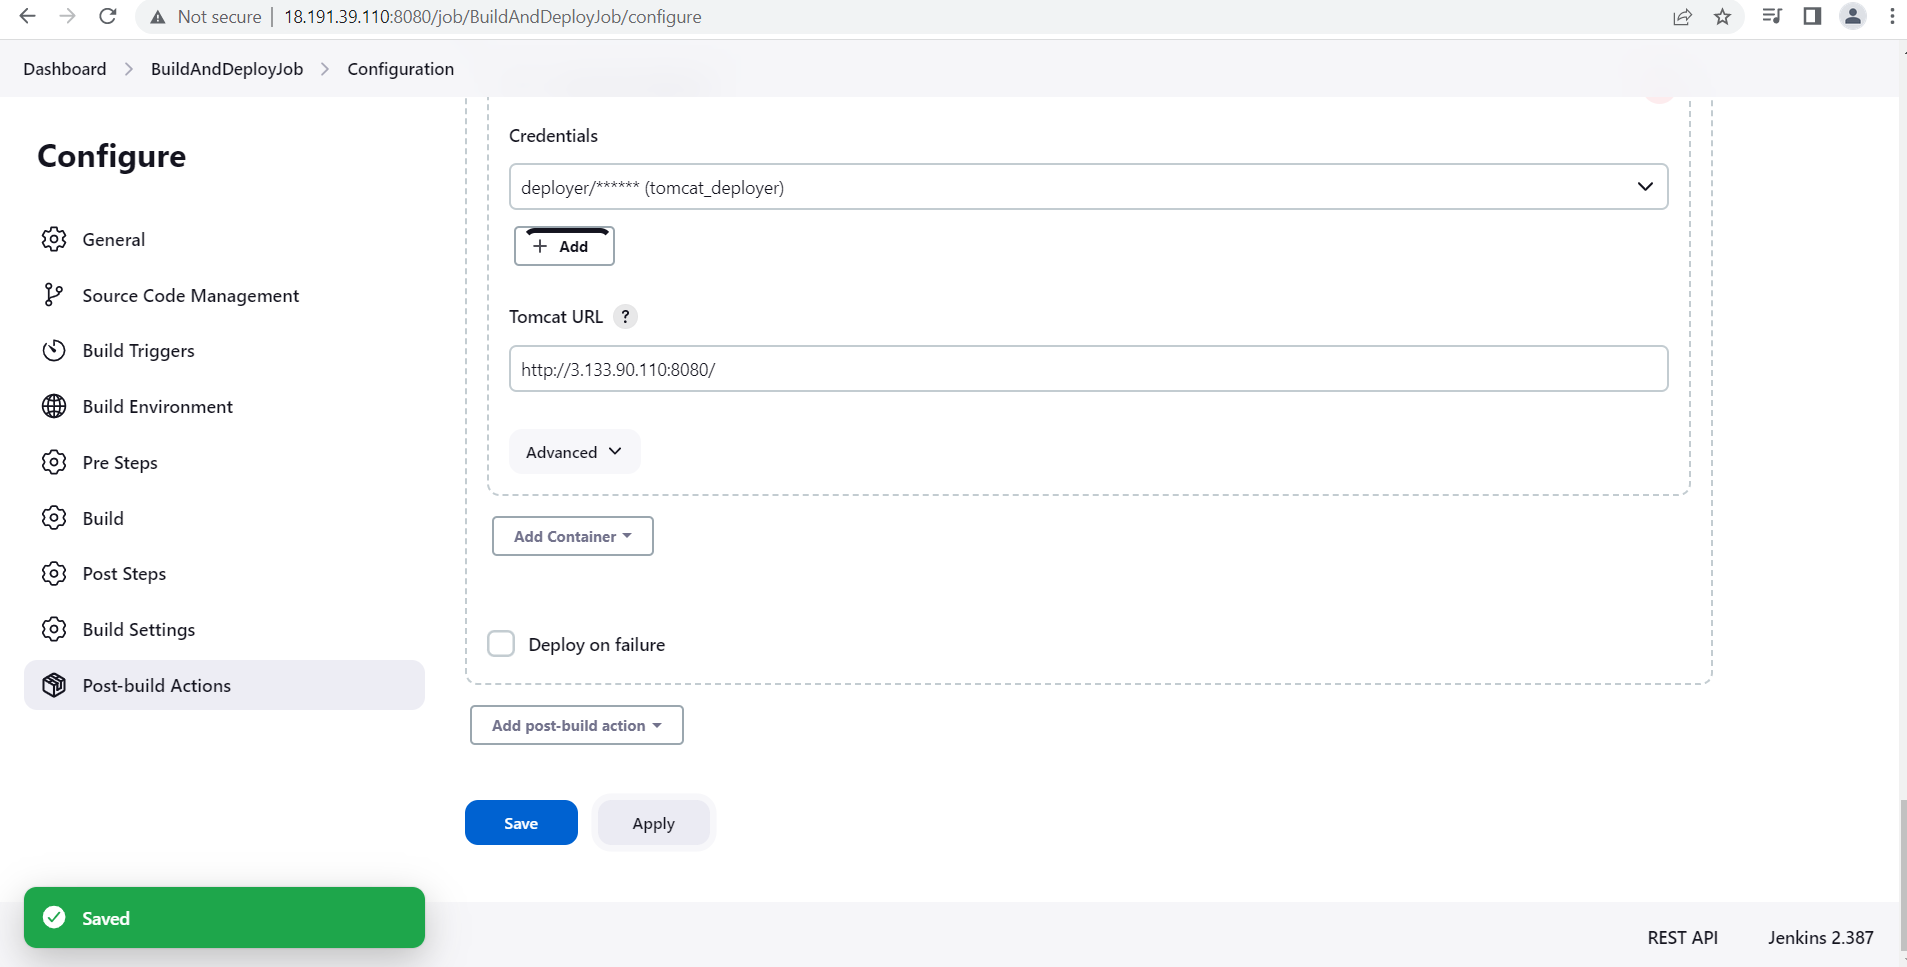 Not secure | 18.191.39.110:8080/job/BuildAndDeployJob/configure
Dashboard > BuildAndDeployJob > Configuration
Configure
General
Source Code Management
Build Triggers
Build Environment
Pre Steps
Build
Post Steps
Build Settings
Post-build Actions
Credentials
deployer/****** (tomcat_deployer)
+ Add
Tomcat URL ?
http://3.133.90.110:8080/
Advanced
Add Container
Deploy on failure
Add post-build action
Save Apply
Saved
REST API Jenkins 2.387